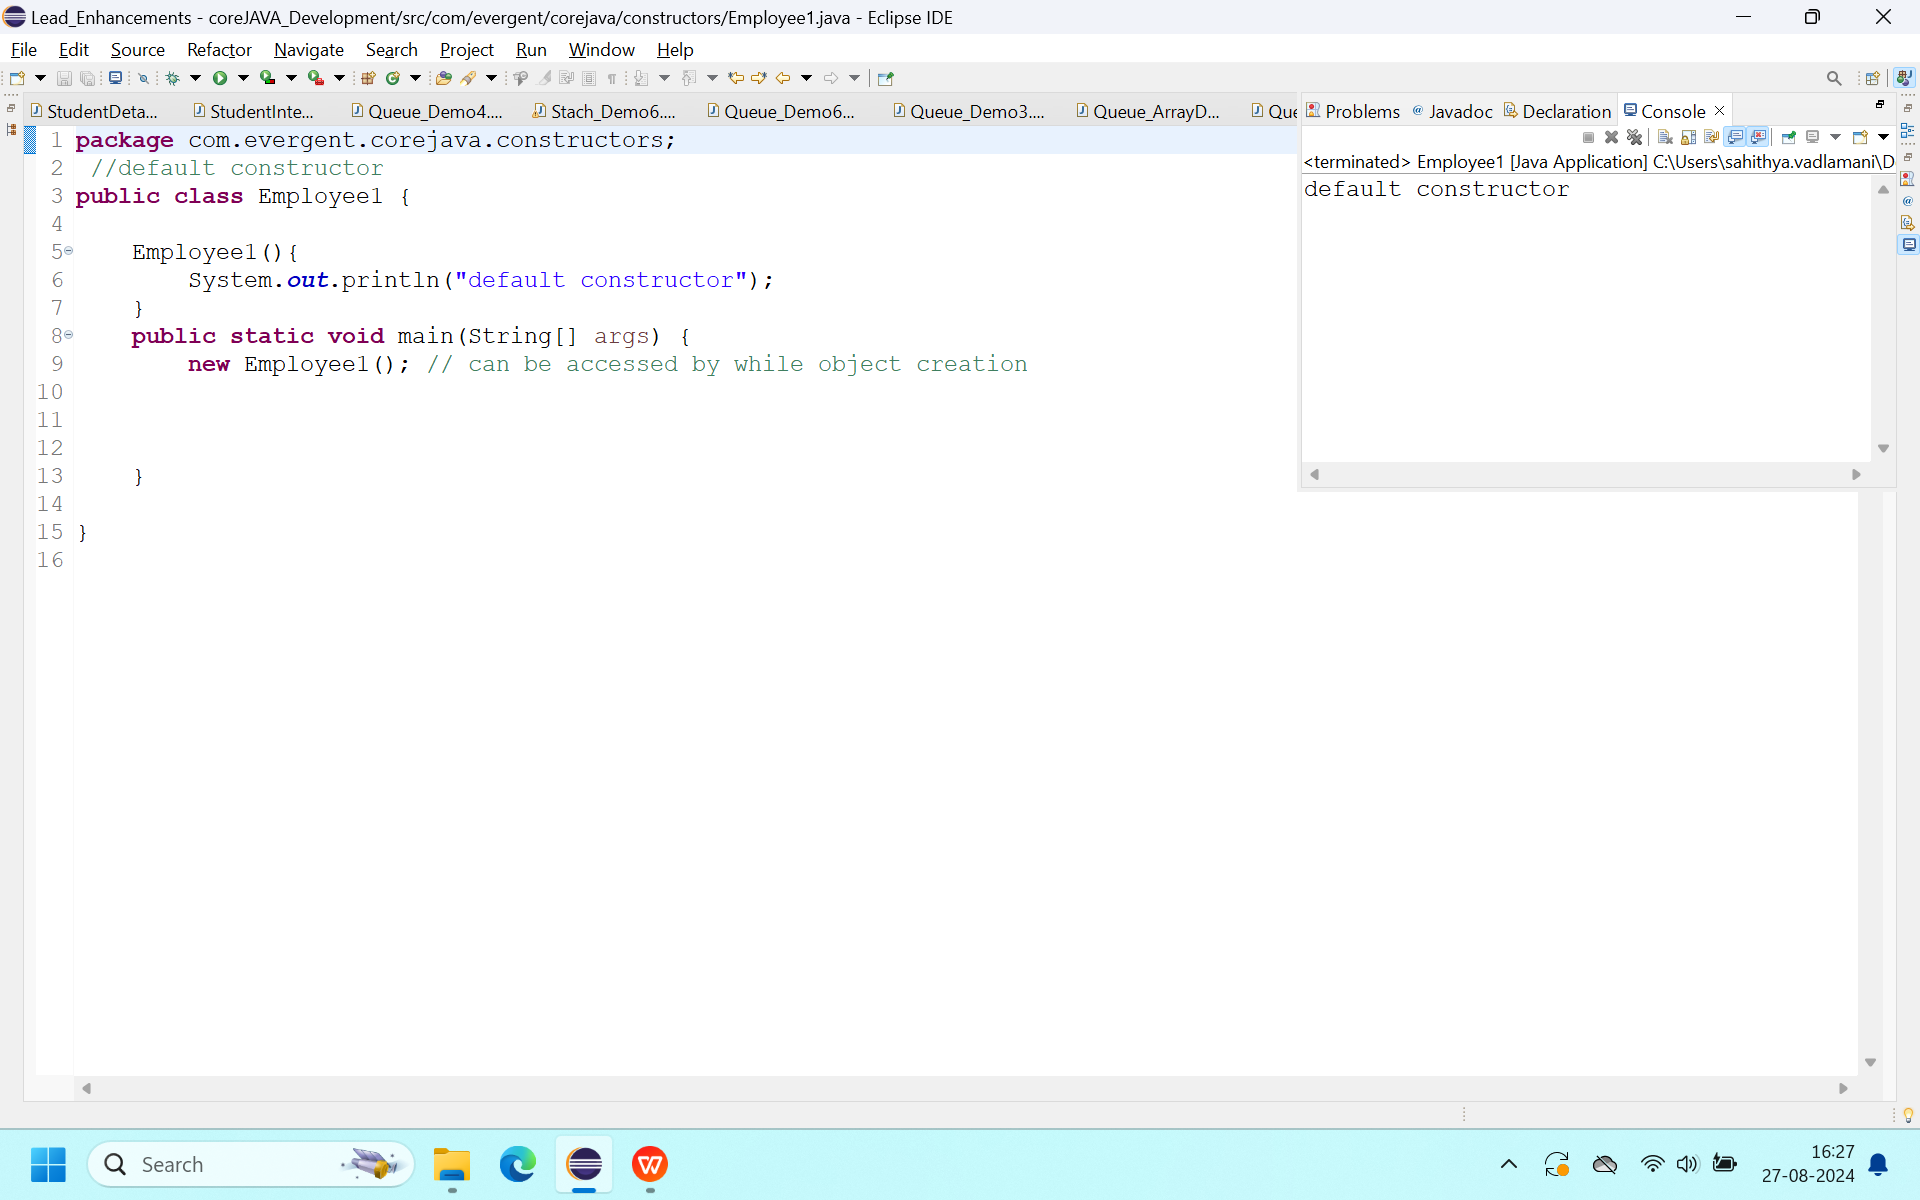 Lead_Enhancements - coreJAVA_Development/src/com/evergent/corejava/constructors/Employee1.java - Eclipse IDE
File Edit Source Refactor Navigate Search Project Run Window Help
StudentDeta... StudentInte... Queue_Demo4.... Stach_Demo6.... Queue_Demo6... Queue_Demo3.... Queue_ArrayD... Que
Problems @ Javadoc Declaration Console
<terminated> Employee1 [Java Application] C:\Users\sahithya.vadlamani\D
default constructor
1 package com.evergent.corejava.constructors;
2 //default constructor
3 public class Employee1 {
4
5 Employee1(){
6 System.out.println("default constructor");
7 }
8 public static void main(String[] args) {
9 new Employee1(); // can be accessed by while object creation
10
11
12
13 }
14
15 }
16
Search
16:27
27-08-2024